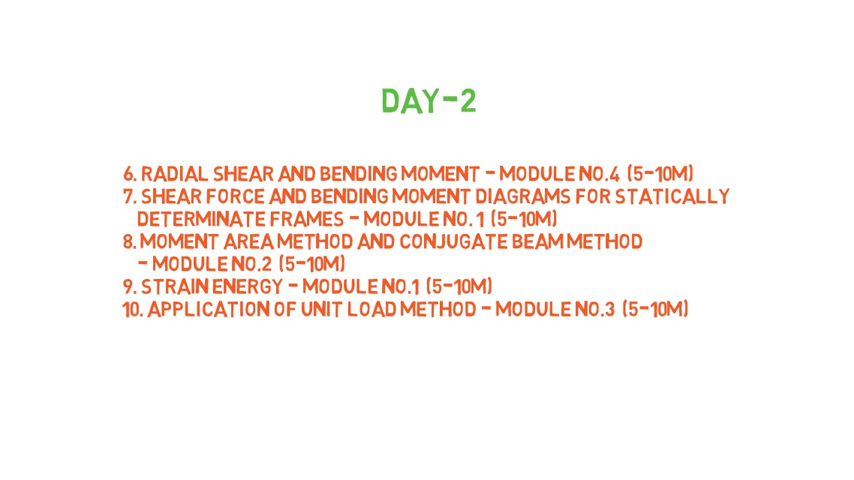 DAY-2
6. RADIAL SHEAR AND BENDING MOMENT - MODULE NO.4 (5-10M)
7. SHEAR FORCE AND BENDING MOMENT DIAGRAMS FOR STATICALLY
DETERMINATE FRAMES - MODULE NO. 1 (5-10M)
8. MOMENT AREA METHOD AND CONJUGATE BEAM METHOD
- MODULE NO.2 (5-10M)
9. STRAIN ENERGY - MODULE NO.1 (5-10M)
10. APPLICATION OF UNIT LOAD METHOD - MODULE NO.3 (5-10M)